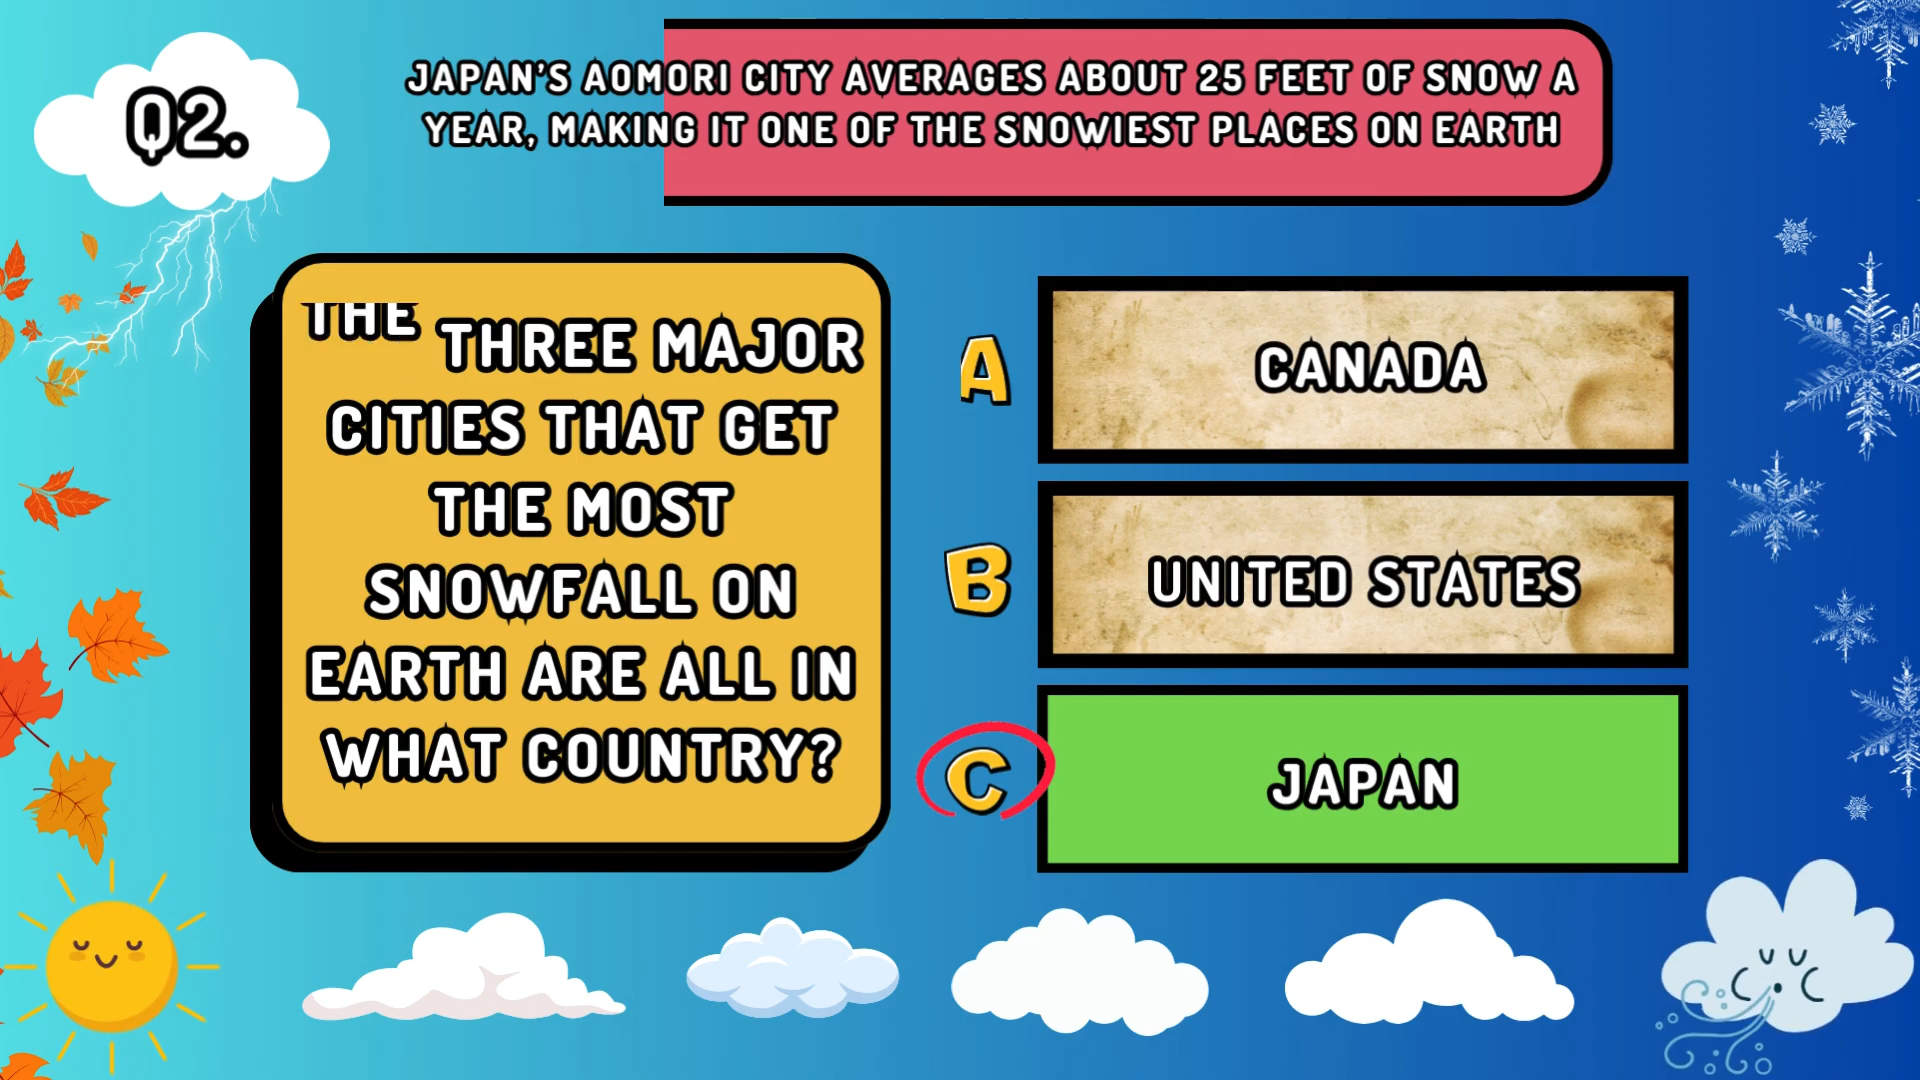 Q2.
JAPAN'S AOMORI CITY AVERAGES ABOUT 25 FEET OF SNOW A
YEAR, MAKING IT ONE OF THE SNOWIEST PLACES ON EARTH
THE THREE MAJOR
CITIES THAT GET
THE MOST
SNOWFALL ON
EARTH ARE ALL IN
WHAT COUNTRY?
A CANADA
B UNITED STATES
C JAPAN